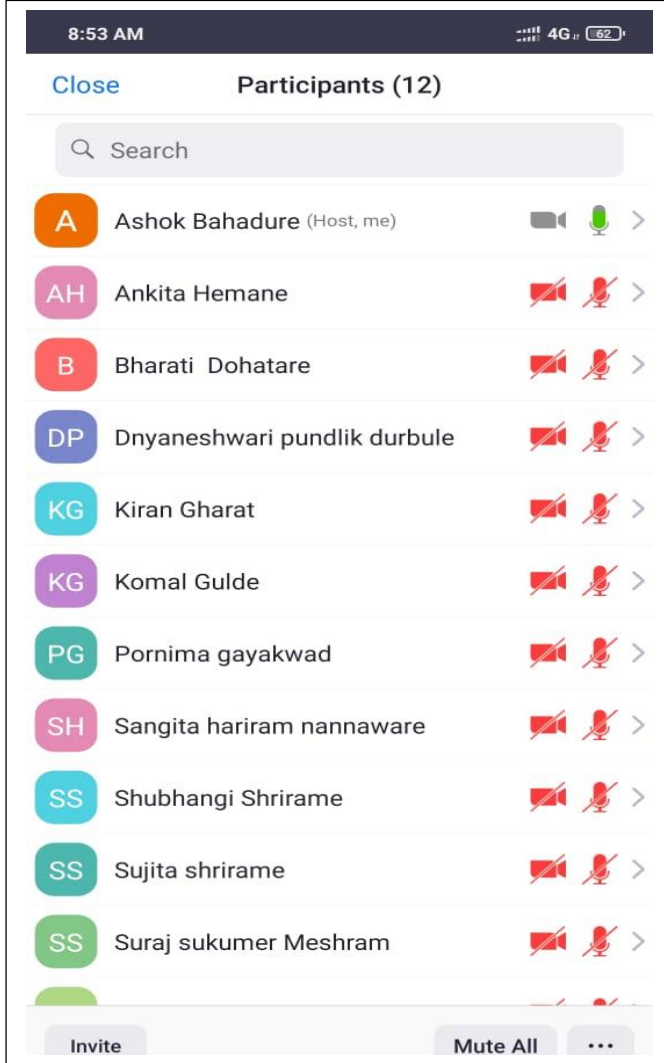 8:53 AM 4G 62
Close Participants (12)
Search
A Ashok Bahadure (Host, me)
AH Ankita Hemane
B Bharati Dohatare
DP Dnyaneshwari pundlik durbule
KG Kiran Gharat
KG Komal Gulde
PG Pornima gayakwad
SH Sangita hariram nannaware
SS Shubhangi Shrirame
SS Sujita shrirame
SS Suraj sukumer Meshram
Invite Mute All ...